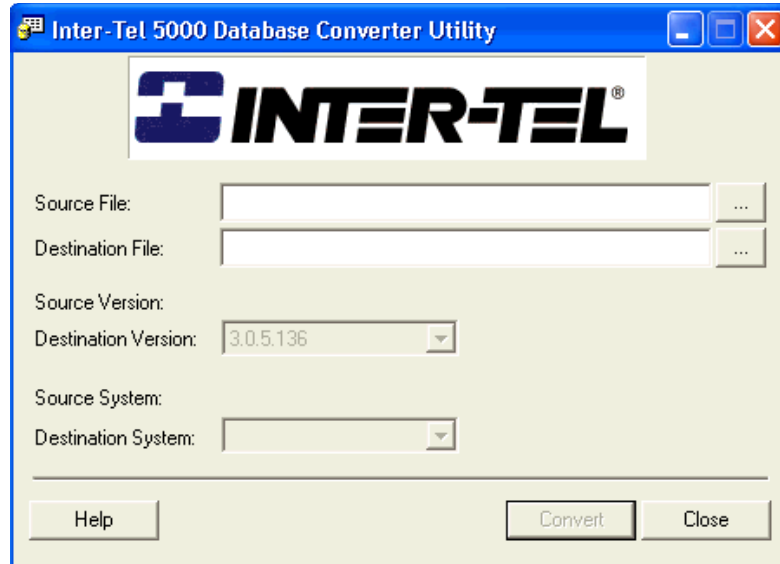 Inter-Tel 5000 Database Converter Utility
INTER-TEL®
Source File:
...
Destination File:
...
Source Version:
Destination Version: 3.0.5.136
Source System:
Destination System:
Help Convert Close